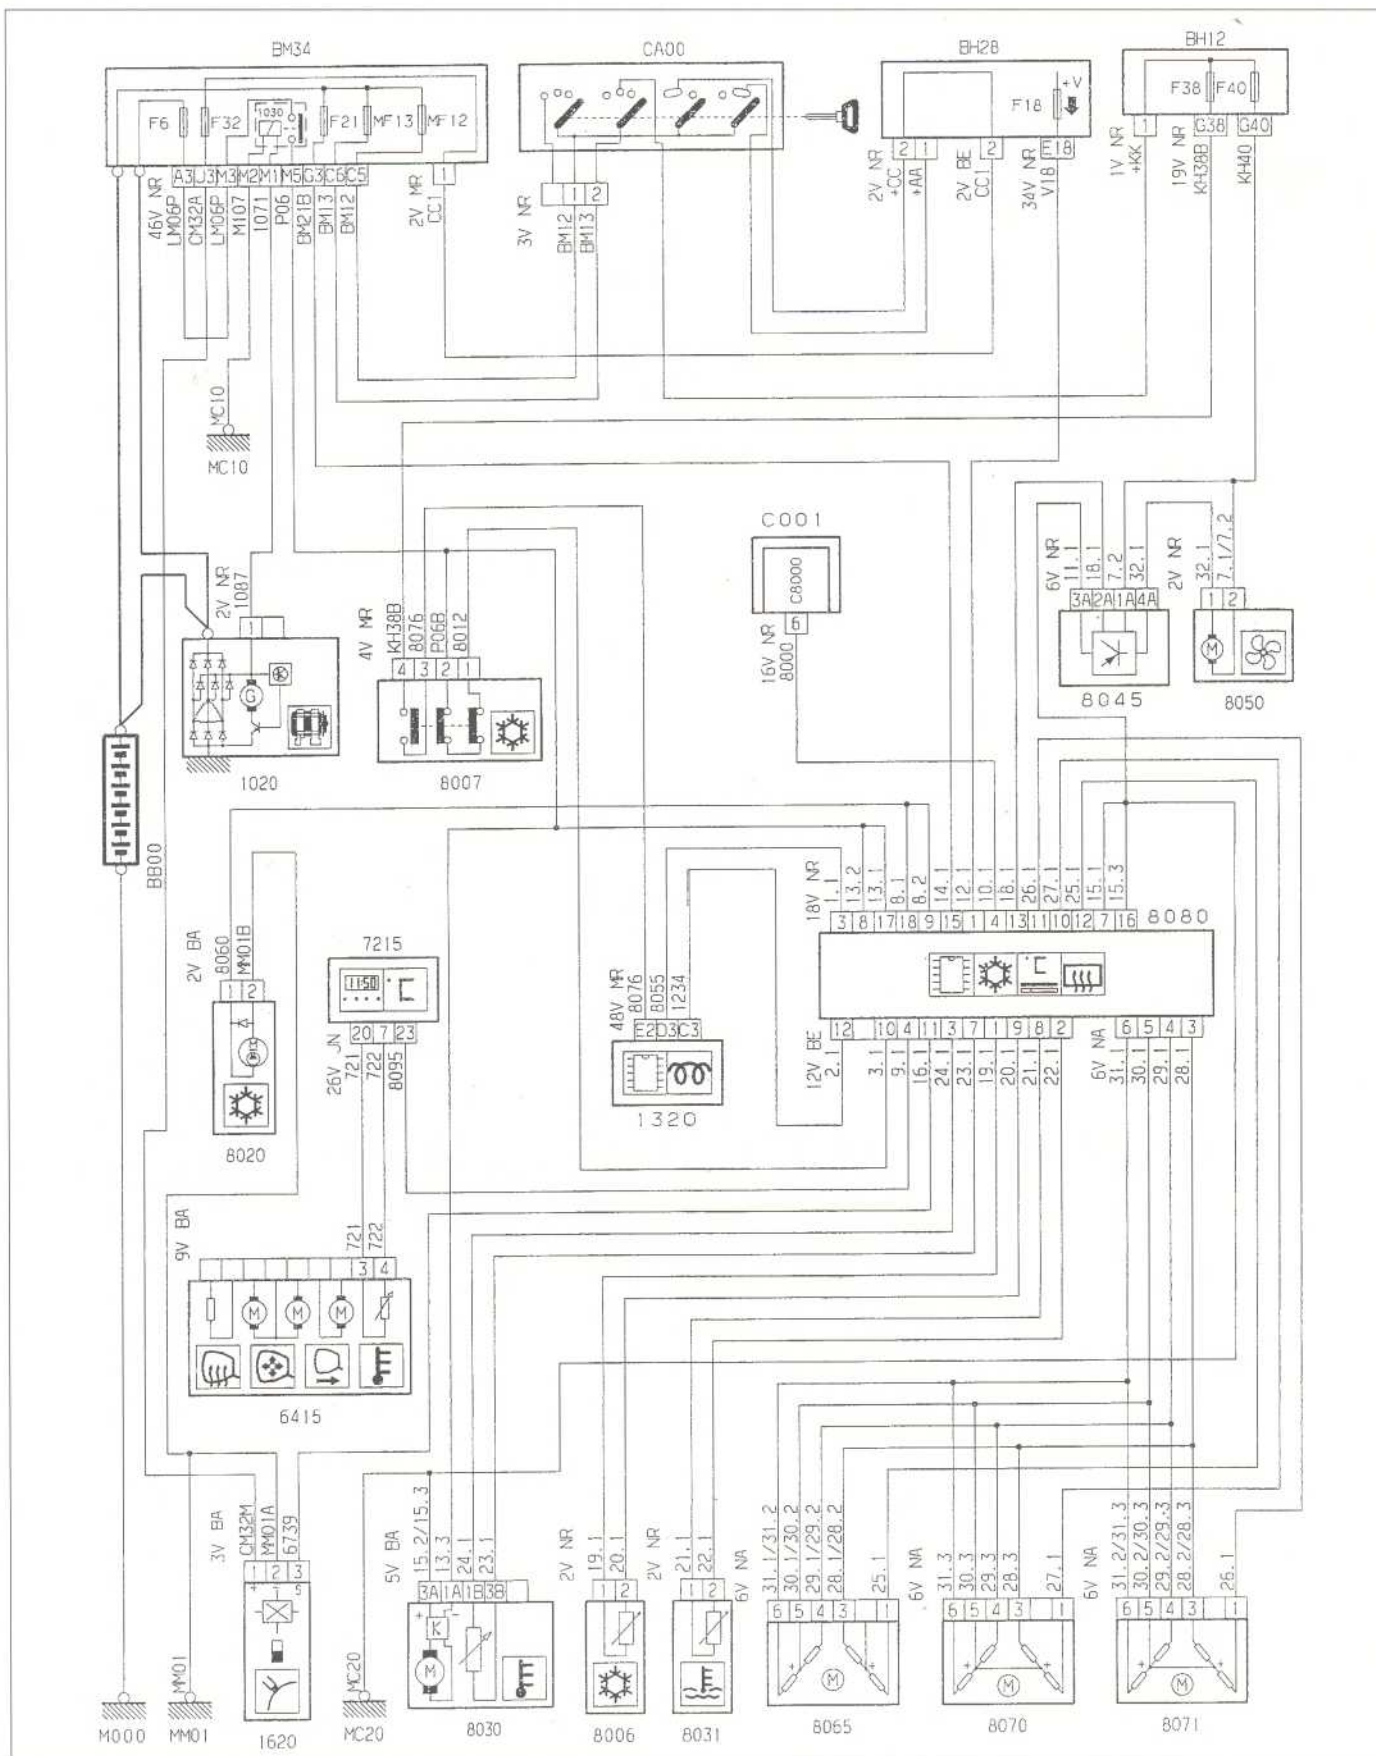 BM34
CA00
BH28
BH12
F6
F32
1030
F21
MF13
MF12
F18
+V
F38
F40
A3 J3 M3 M2 M1 M5 G3 C6 C5
1
1 2
2 1
2
E18
1
G38
G40
46V NR
LM06P
CM32A
LM06P
M107
1071
P06
BM21B
BM13
BM12
2V MR
CC1
3V NR
BM12
BM13
2V NR
+CC
+AA
2V BE
CC1
34V NR
V18
1V NR
+KK
19V NR
KH38B
KH40
MC10
MC10
C001
C8000
6
16V NR
8000
2V NR
1087
1
G
1020
4V MR
KH38B
8076
P06B
8012
4 3 2 1
8007
6V NR
11.1
18.1
7.2
32.1
3A 2A 1A 4A
8045
2V NR
32.1
7.1/7.2
1 2
M
8050
BB00
2V BA
8060
MM01B
1 2
8020
7215
11:50
°C
20 7 23
26V JN
721
722
8095
48V MR
8076
8055
1234
E2 D3 C3
1320
18V NR
1.1
13.2
13.1
8.1
8.2
14.1
12.1
10.1
18.1
26.1
27.1
25.1
15.1
15.3
3 8 17 18 9 15 1 4 13 11 10 12 7 16
8080
°C
12 10 4 11 3 7 1 9 8 2
6 5 4 3
12V BE
2.1
3.1
9.1
16.1
24.1
23.1
19.1
20.1
21.1
22.1
6V NA
31.1
30.1
29.1
28.1
9V BA
721
722
3 4
M M M
6415
3V BA
CM32M
MM01A
6739
1 2 3
+ - S
1620
M000
MM01
MM01
MC20
MC20
5V BA
15.2/15.3
13.3
24.1
23.1
3A 1A 1B 3B
+ -
M
8030
2V NR
19.1
20.1
1 2
8006
2V NR
21.1
22.1
1 2
8031
6V NA
31.1/31.2
30.1/30.2
29.1/29.2
28.1/28.2
25.1
6 5 4 3 1
+ +
M
8065
6V NA
31.3
30.3
29.3
28.3
27.1
6 5 4 3 1
+ +
M
8070
6V NA
31.2/31.3
30.2/30.3
29.2/29.3
28.2/28.3
26.1
6 5 4 3 1
+ +
M
8071